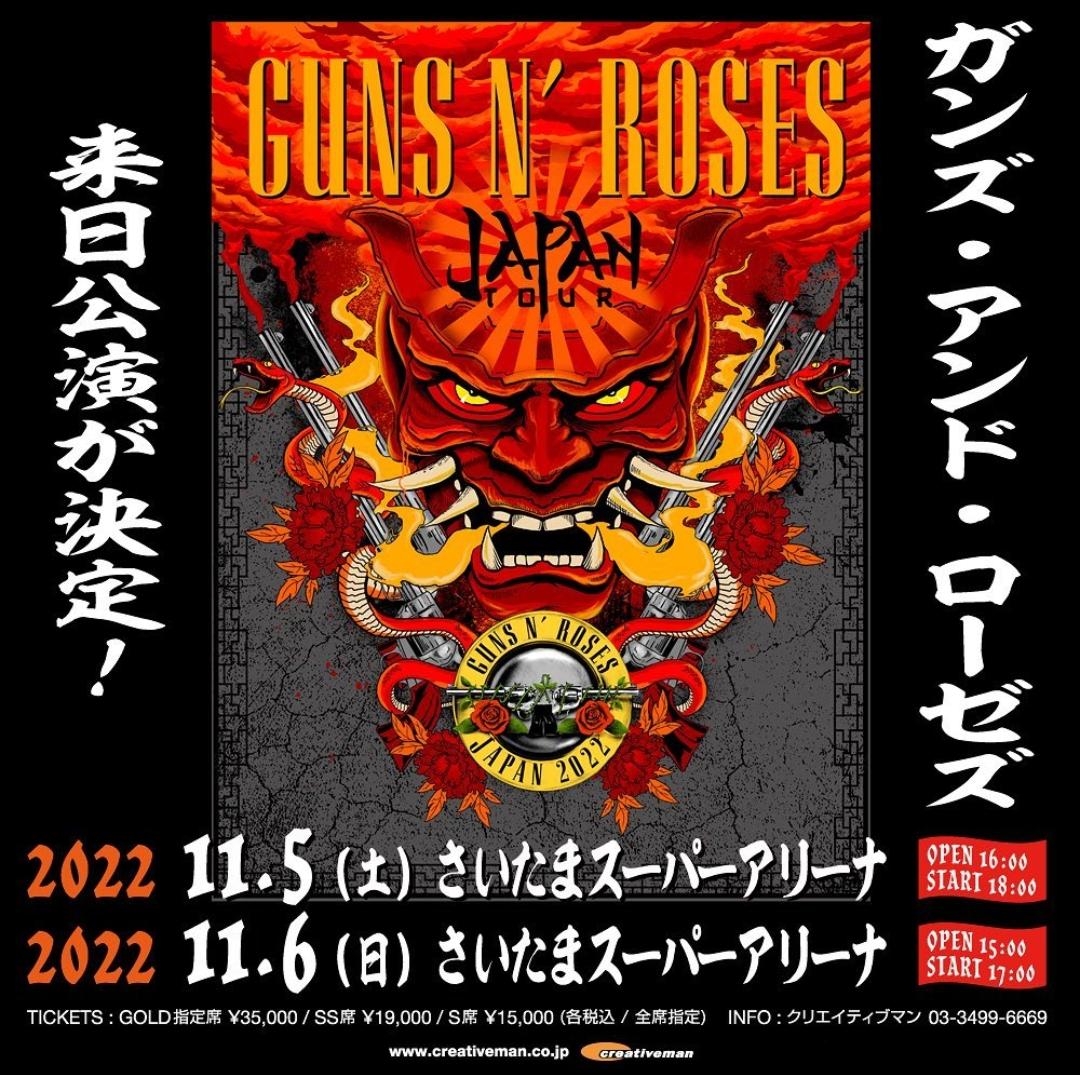 ガンズ・アンド・ローゼズ
来日公演が決定！
GUNS N' ROSES
JAPAN
TOUR
GUNS N' ROSES
JAPAN 2022
2022 11.5 (土) さいたまスーパーアリーナ
OPEN 16:00
START 18:00
2022 11.6 (日) さいたまスーパーアリーナ
OPEN 15:00
START 17:00
TICKETS : GOLD指定席 ¥35,000 / SS席 ¥19,000 / S席 ¥15,000 (各税込 / 全席指定) INFO : クリエイティブマン 03-3499-6669
www.creativeman.co.jp creativeman